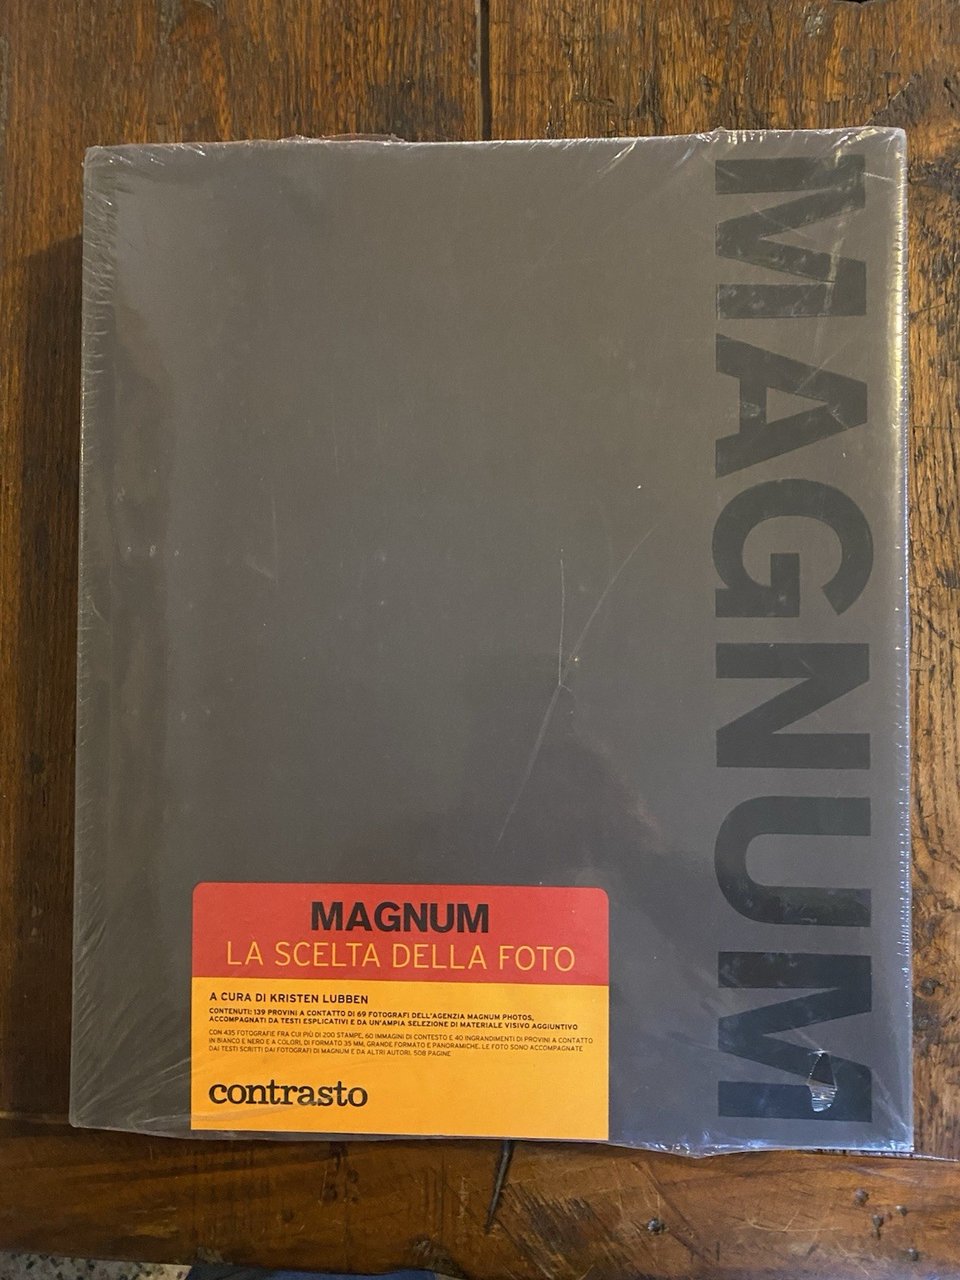 MAGNUM
MAGNUM
LA SCELTA DELLA FOTO
A CURA DI KRISTEN LUBBEN
CONTENUTI: 139 PROVINI A CONTATTO DI 69 FOTOGRAFI DELL'AGENZIA MAGNUM PHOTOS,
ACCOMPAGNATI DA TESTI ESPLICATIVI E DA UN'AMPIA SELEZIONE DI MATERIALE VISIVO AGGIUNTIVO
CON 435 FOTOGRAFIE FRA CUI PIÙ DI 200 STAMPE, 60 IMMAGINI DI CONTESTO E 40 INGRANDIMENTI DI PROVINI A CONTATTO
IN BIANCO E NERO E A COLORI, DI FORMATO 35 MM, GRANDE FORMATO E PANORAMICHE. LE FOTO SONO ACCOMPAGNATE
DAI TESTI SCRITTI DAI FOTOGRAFI DI MAGNUM E DA ALTRI AUTORI. 508 PAGINE
contrasto